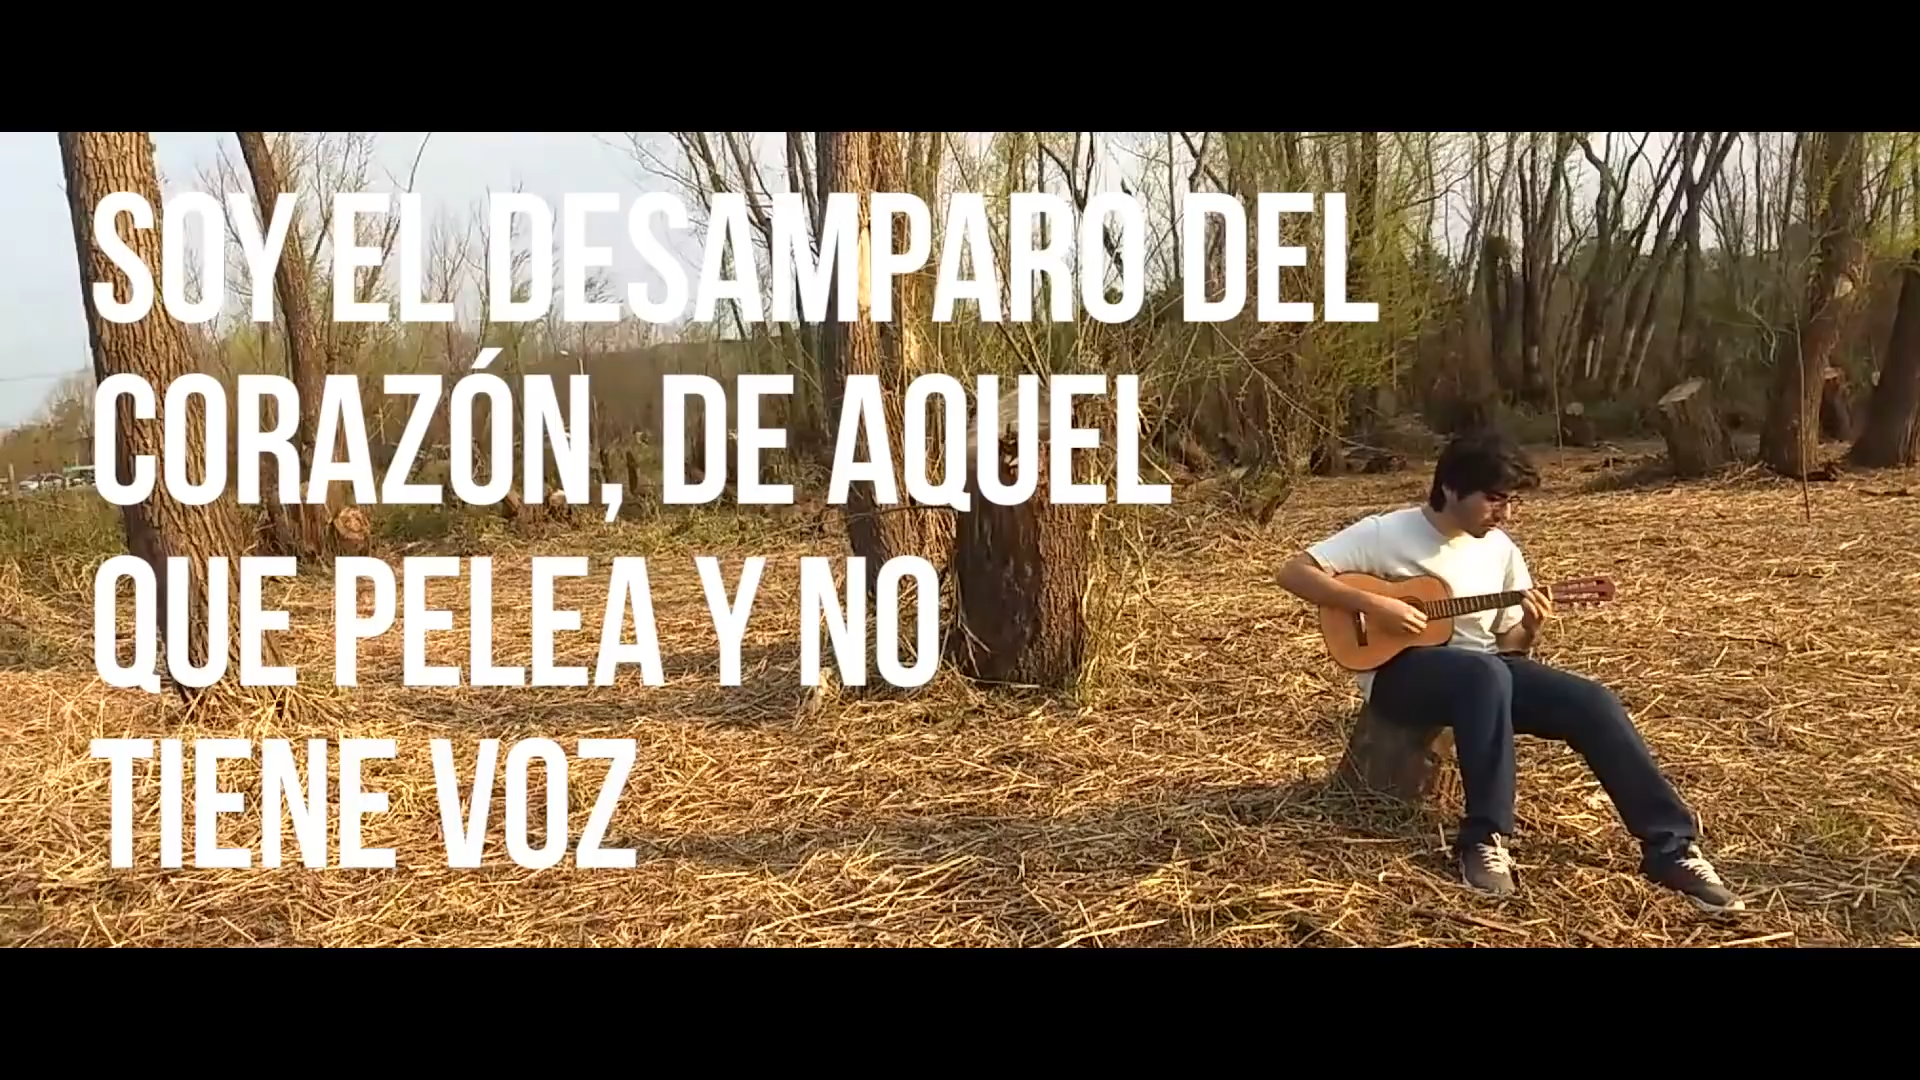 SOY EL DESAMPARO DEL
CORAZÓN, DE AQUEL
QUE PELEA Y NO
TIENE VOZ